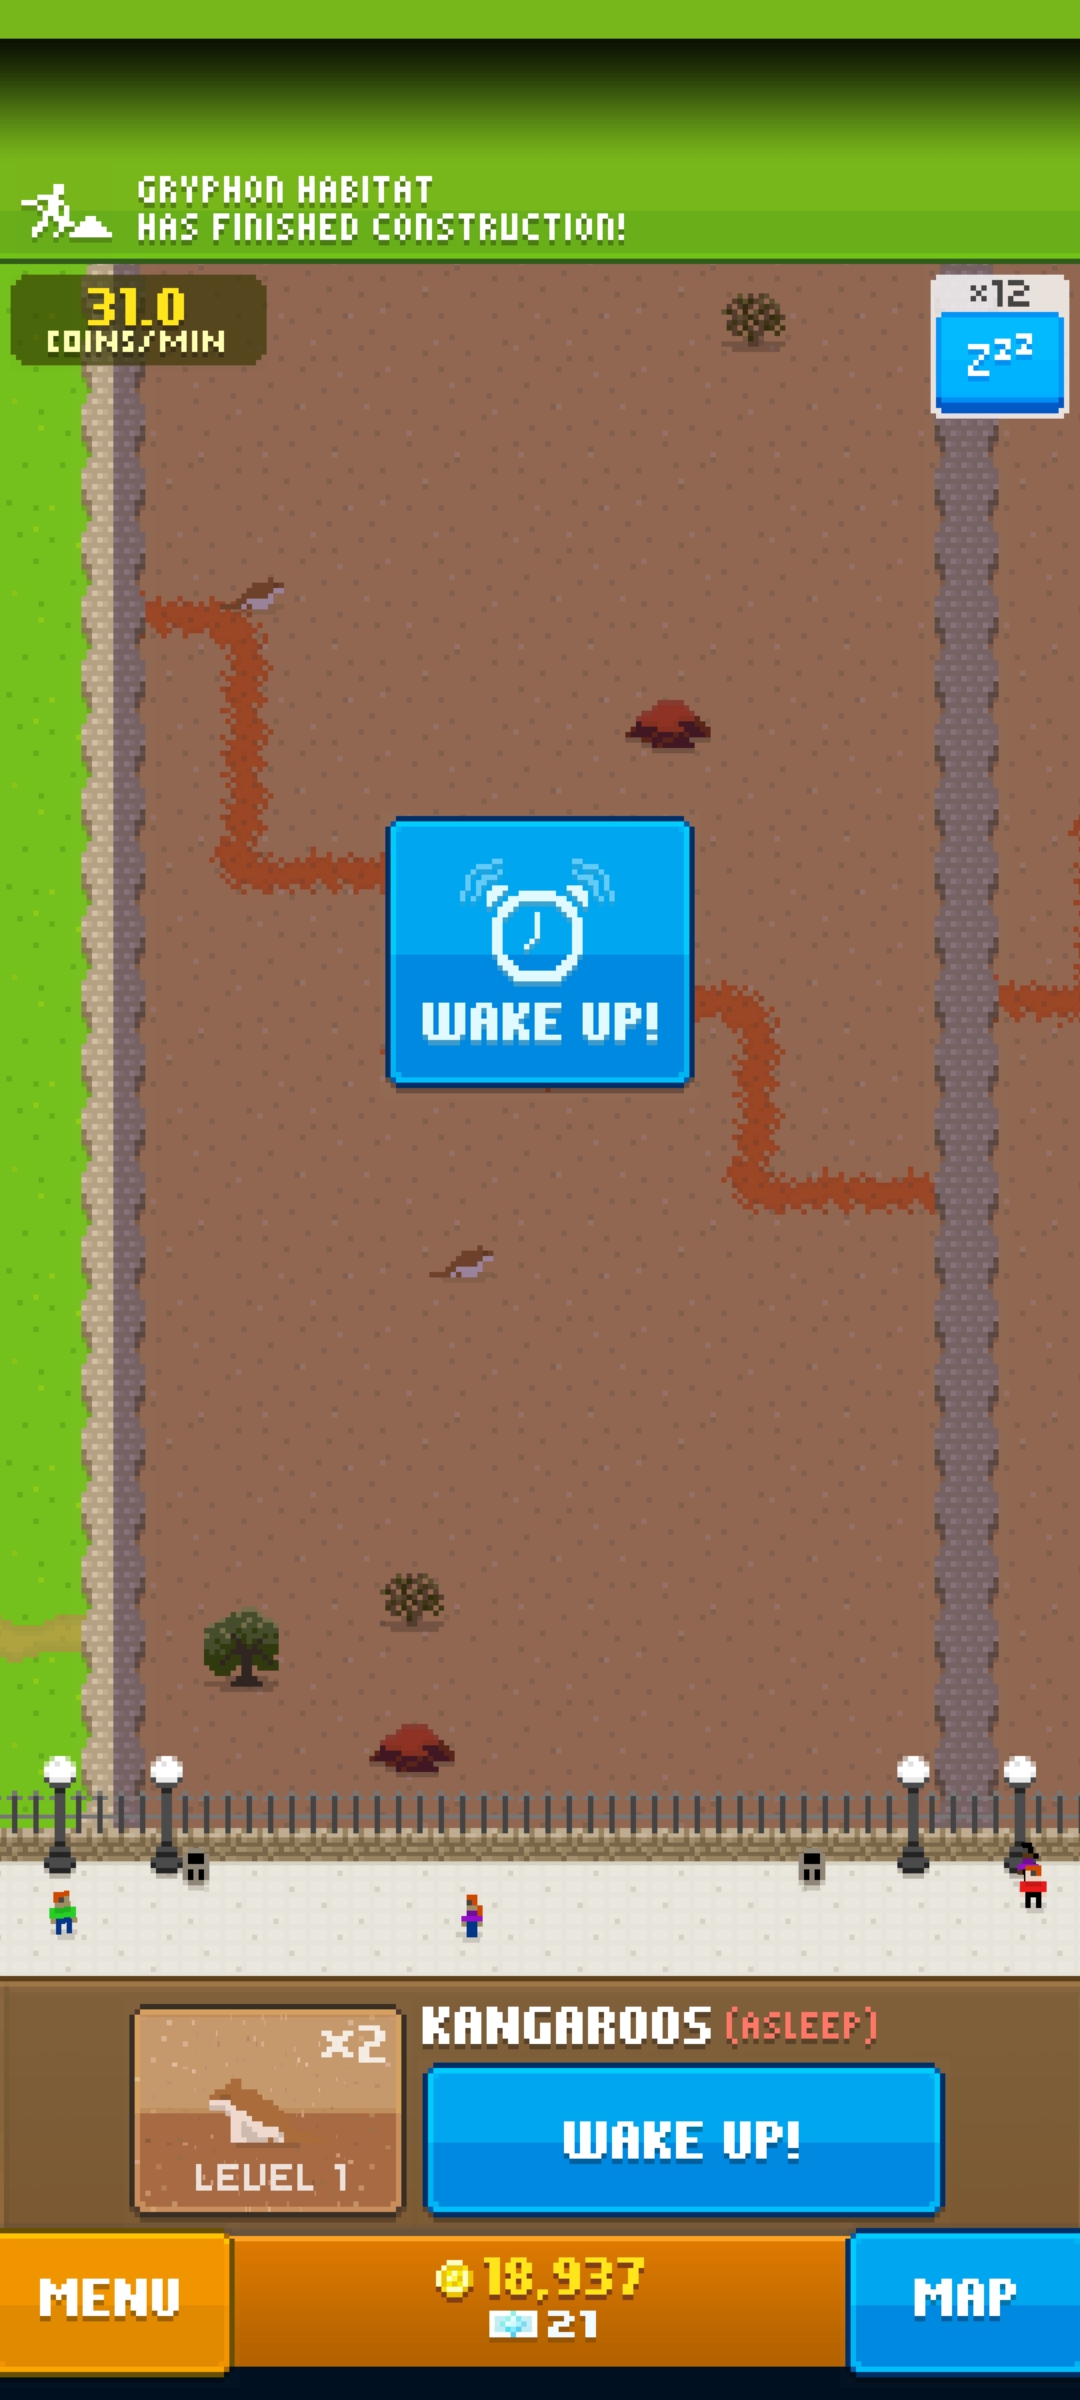 GRYPHON HABITAT
HAS FINISHED CONSTRUCTION!
31.0
COINS/MIN
x12
zzz
WAKE UP!
KANGAROOS (ASLEEP)
x2
LEVEL 1
WAKE UP!
MENU
18,937
21
MAP